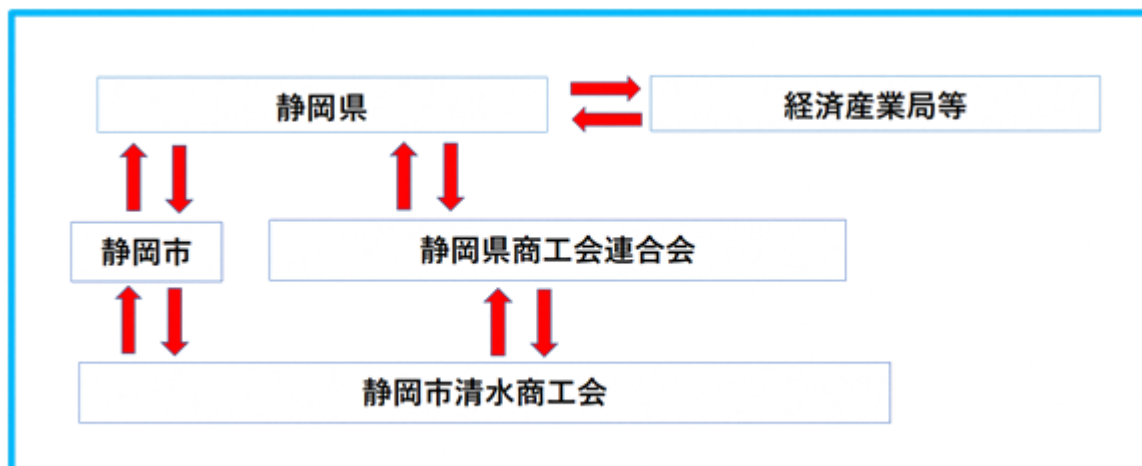 静岡県
経済産業局等
静岡市
静岡県商工会連合会
静岡市清水商工会